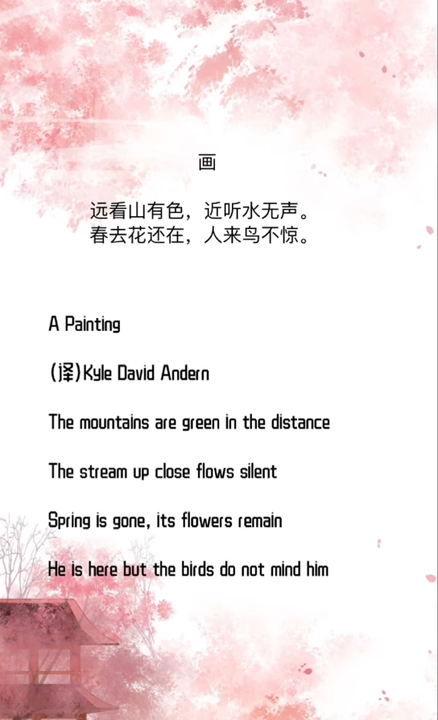 画
远看山有色，近听水无声。
春去花还在，人来鸟不惊。
A Painting
(译)Kyle David Andern
The mountains are green in the distance
The stream up close flows silent
Spring is gone, its flowers remain
He is here but the birds do not mind him